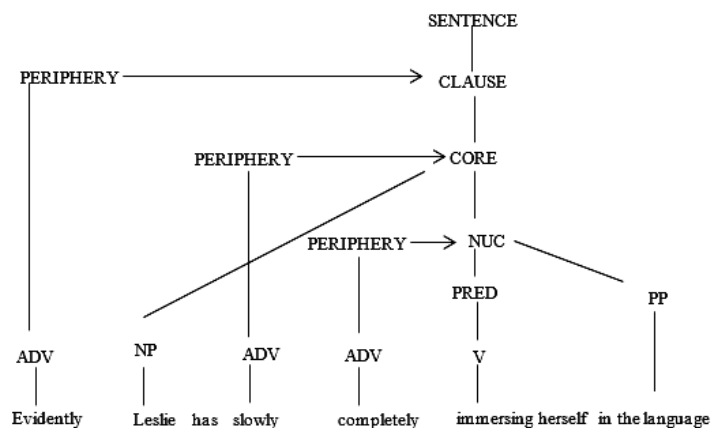 SENTENCE
PERIPHERY CLAUSE
PERIPHERY CORE
PERIPHERY NUC
PRED PP
ADV NP ADV ADV V
Evidently Leslie has slowly completely immersing herself in the language